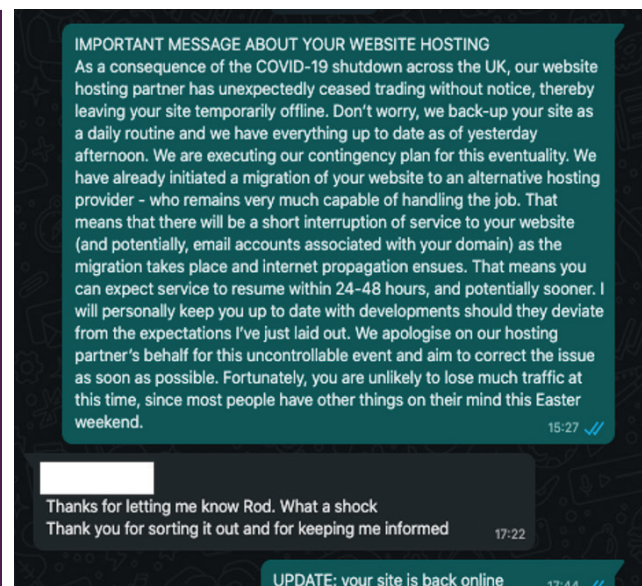 IMPORTANT MESSAGE ABOUT YOUR WEBSITE HOSTING
As a consequence of the COVID-19 shutdown across the UK, our website
hosting partner has unexpectedly ceased trading without notice, thereby
leaving your site temporarily offline. Don't worry, we back-up your site as
a daily routine and we have everything up to date as of yesterday
afternoon. We are executing our contingency plan for this eventuality. We
have already initiated a migration of your website to an alternative hosting
provider - who remains very much capable of handling the job. That
means that there will be a short interruption of service to your website
(and potentially, email accounts associated with your domain) as the
migration takes place and internet propagation ensues. That means you
can expect service to resume within 24-48 hours, and potentially sooner. I
will personally keep you up to date with developments should they deviate
from the expectations I've just laid out. We apologise on our hosting
partner's behalf for this uncontrollable event and aim to correct the issue
as soon as possible. Fortunately, you are unlikely to lose much traffic at
this time, since most people have other things on their mind this Easter
weekend.
15:27
Thanks for letting me know Rod. What a shock
Thank you for sorting it out and for keeping me informed
17:22
UPDATE: your site is back online
17:44